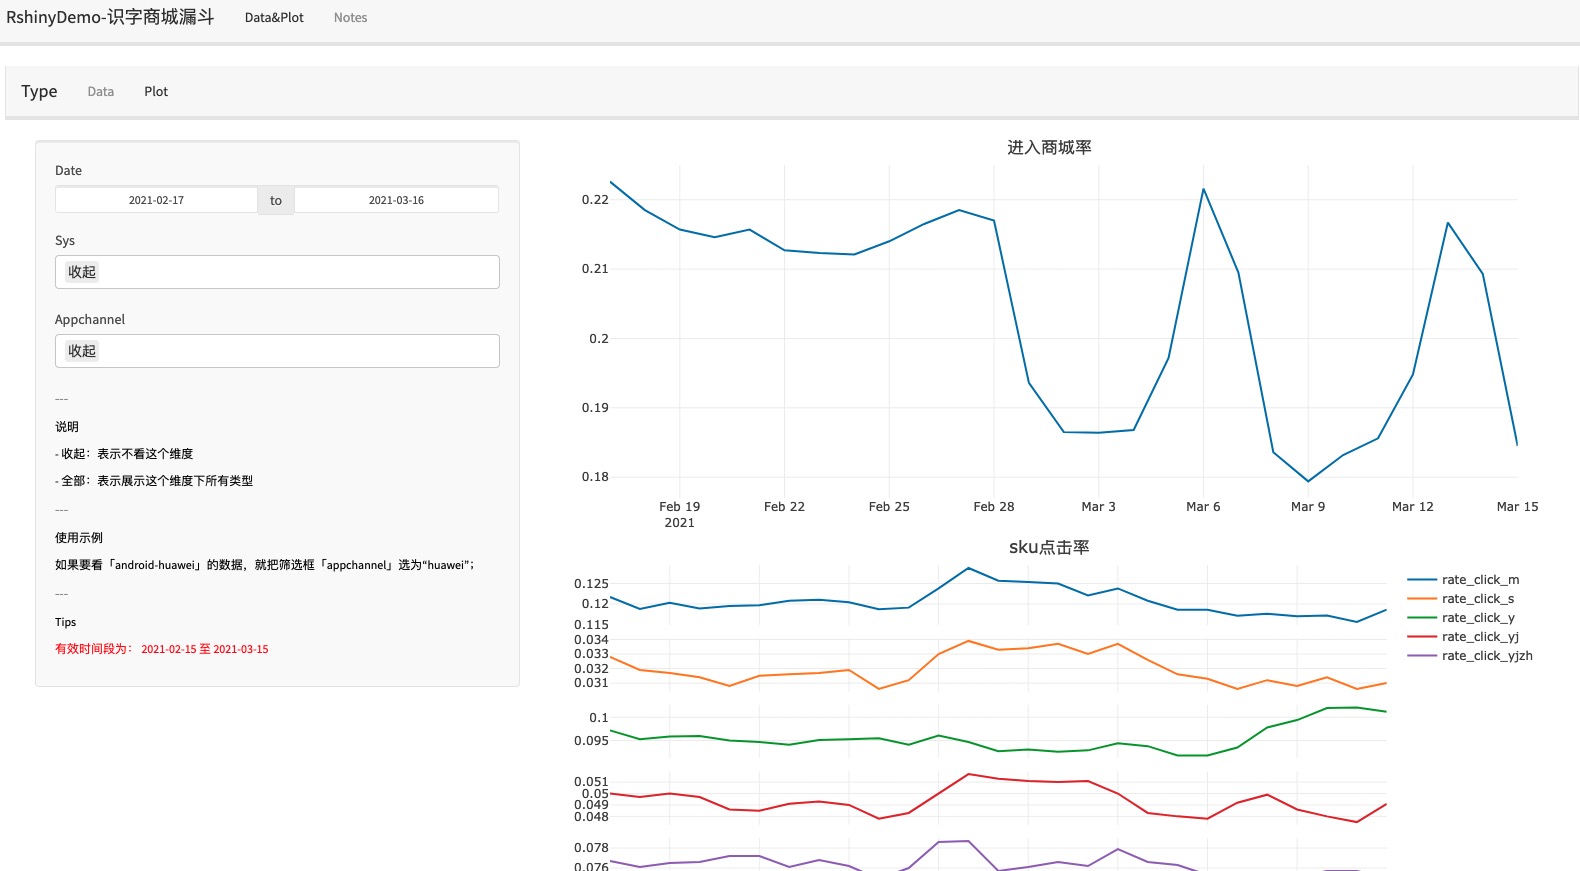 RshinyDemo-识字商城漏斗 Data&Plot Notes
Type Data Plot
Date
2021-02-17 to 2021-03-16
Sys
收起
Appchannel
收起
---
说明
- 收起：表示不看这个维度
- 全部：表示展示这个维度下所有类型
---
使用示例
如果要看「android-huawei」的数据，就把筛选框「appchannel」选为“huawei”；
---
Tips
有效时间段为： 2021-02-15 至 2021-03-15
进入商城率
0.22
0.21
0.2
0.19
0.18
Feb 19 Feb 22 Feb 25 Feb 28 Mar 3 Mar 6 Mar 9 Mar 12 Mar 15
2021
sku点击率
0.125
0.12
0.115
0.034
0.033
0.032
0.031
0.1
0.095
0.051
0.05
0.049
0.048
0.078
0.076
rate_click_m
rate_click_s
rate_click_y
rate_click_yj
rate_click_yjzh